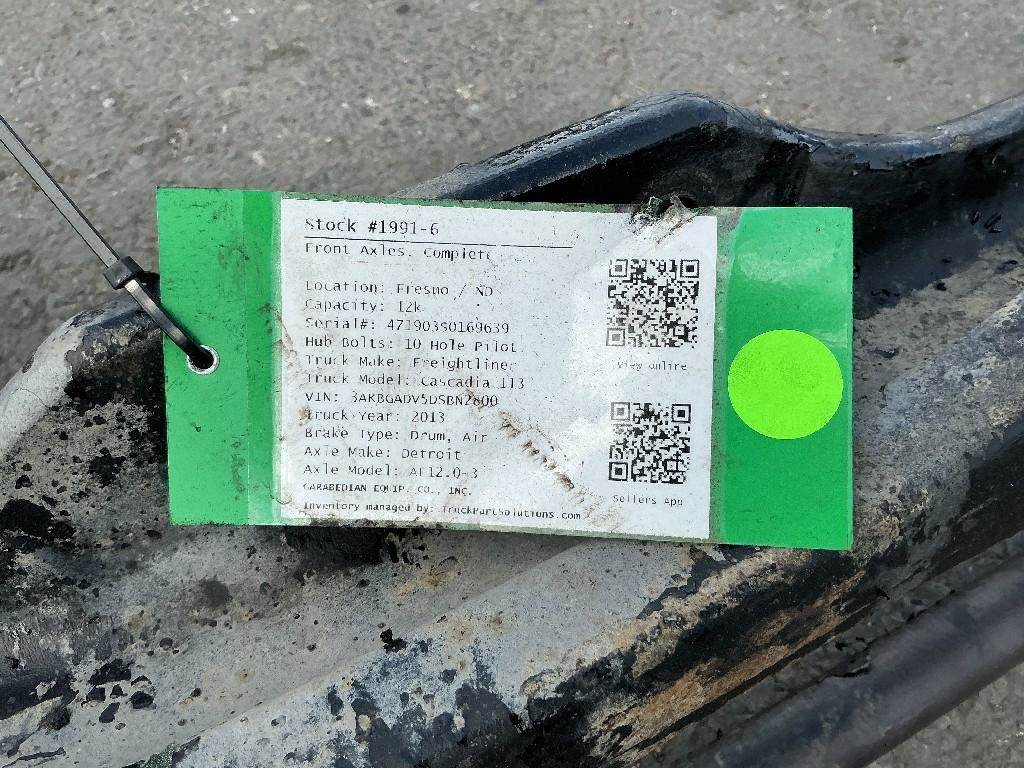 Stock #1991-6
Front Axles. Complete
Location: Fresno / ND
Capacity: 12k
Serial#: 471903S0169639
Hub Bolts: 10 Hole Pilot
Truck Make: Freightliner
Truck Model: Cascadia 113
VIN: 3AKBGADV5DSBN2800
Truck Year: 2013
Brake Type: Drum, Air
Axle Make: Detroit
Axle Model: AF12.0-3
GARABEDIAN EQUIP. CO., INC.
Inventory managed by: TruckPartSolutions.com
View online
Sellers App